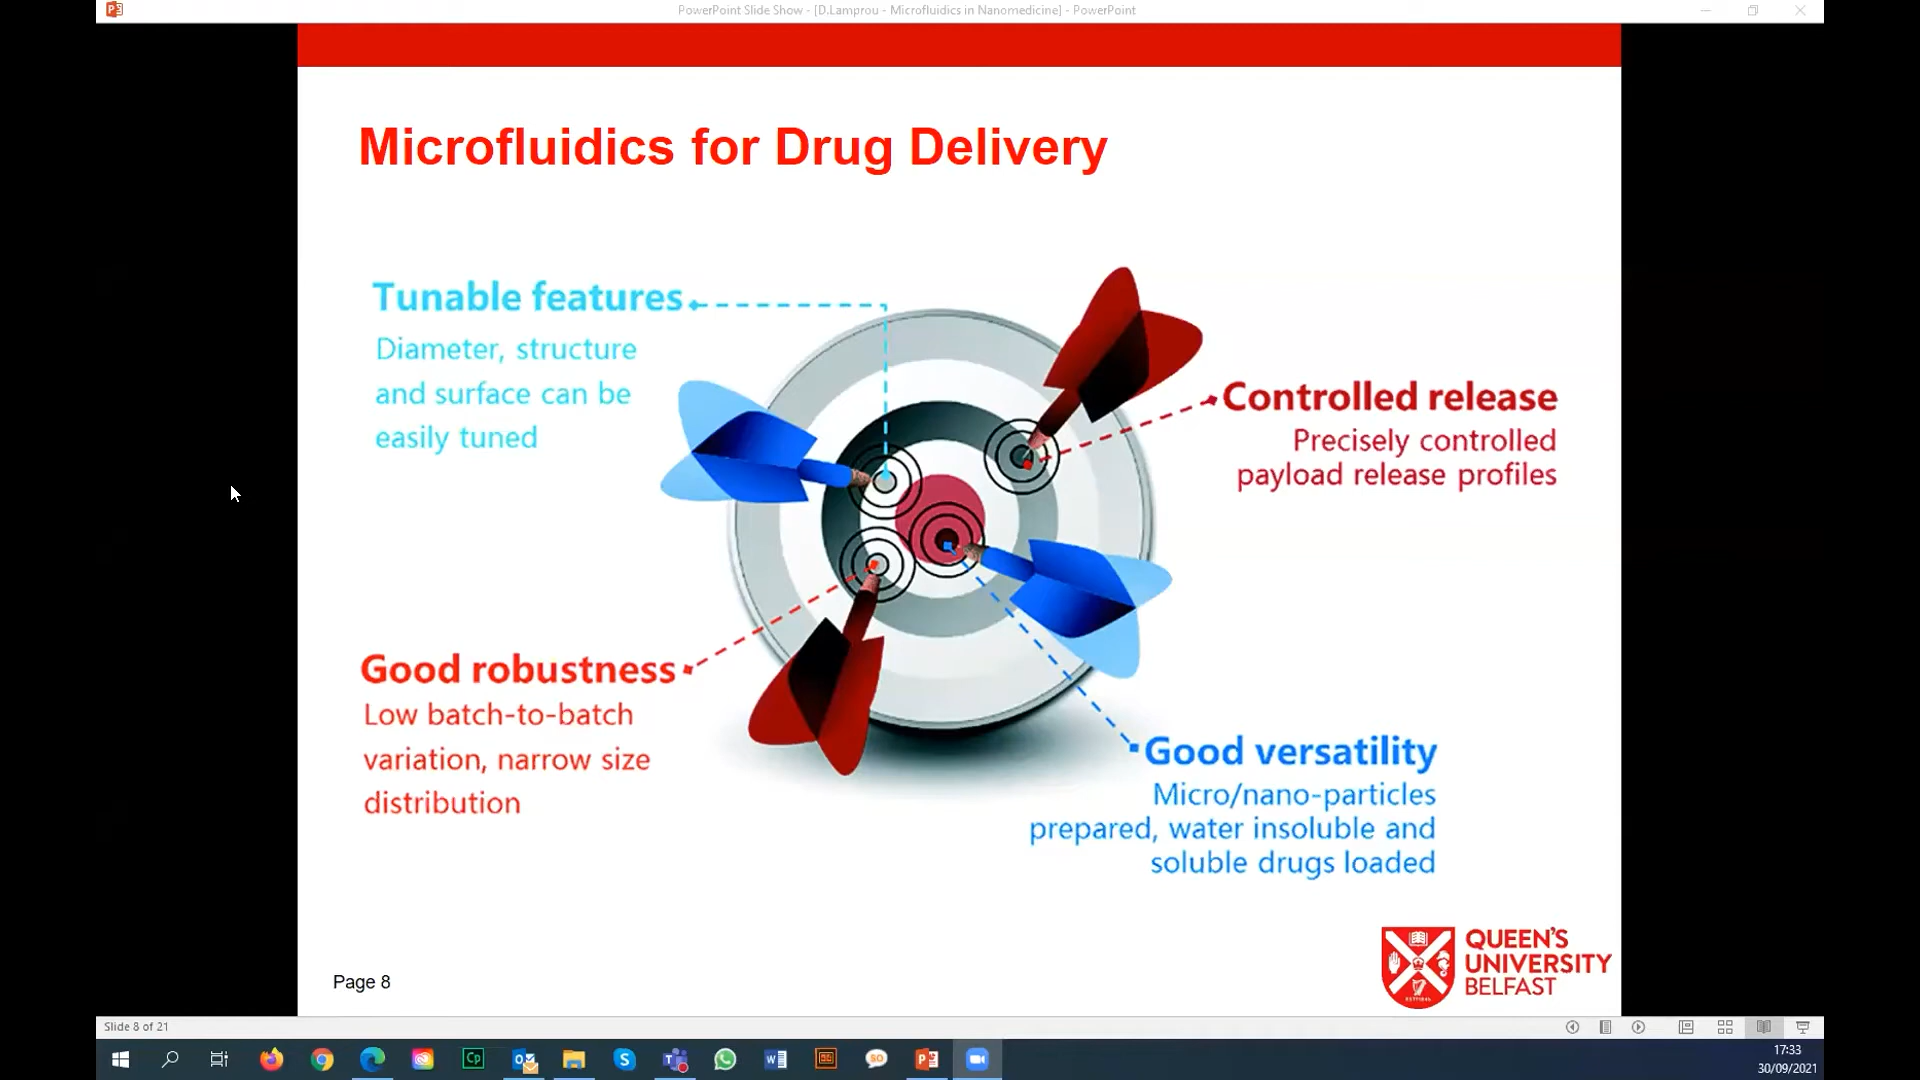 PowerPoint Slide Show - [D.Lamprou - Microfluidics in Nanomedicine] - PowerPoint
Microfluidics for Drug Delivery
Tunable features
Diameter, structure
and surface can be
easily tuned
Controlled release
Precisely controlled
payload release profiles
Good robustness
Low batch-to-batch
variation, narrow size
distribution
Good versatility
Micro/nano-particles
prepared, water insoluble and
soluble drugs loaded
QUEEN'S
UNIVERSITY
BELFAST
Page 8
Slide 8 of 21
17:33
30/09/2021